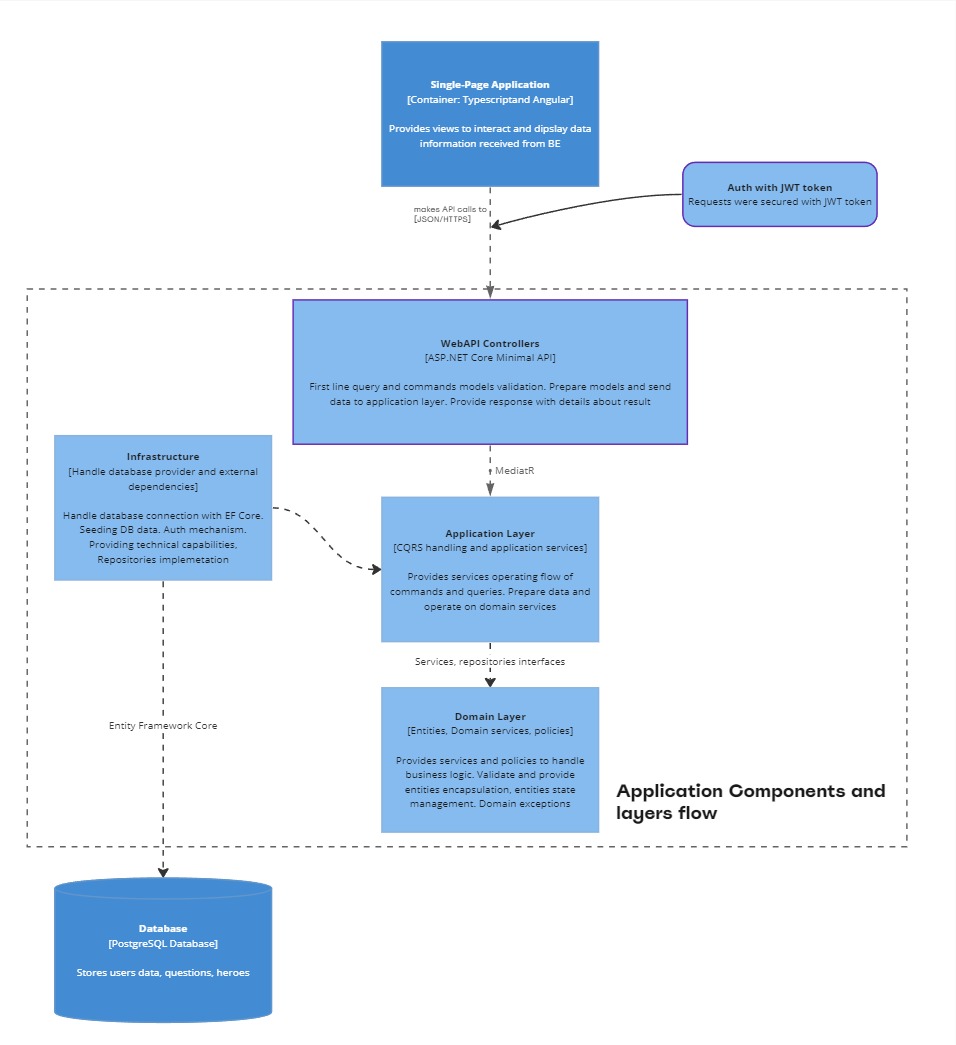 Single-Page Application
[Container: Typescriptand Angular]
Provides views to interact and dipslay data
information received from BE
Auth with JWT token
Requests were secured with JWT token
makes API calls to
[JSON/HTTPS]
WebAPI Controllers
[ASP.NET Core Minimal API]
First line query and commands models validation. Prepare models and send
data to application layer. Provide response with details about result
Infrastructure
[Handle database provider and external
dependencies]
Handle database connection with EF Core.
Seeding DB data. Auth mechanism.
Providing technical capabilities,
Repositories implemetation
MediatR
Application Layer
[CQRS handling and application services]
Provides services operating flow of
commands and queries. Prepare data and
operate on domain services
Services, repositories interfaces
Domain Layer
[Entities, Domain services, policies]
Provides services and policies to handle
business logic. Validate and provide
entities encapsulation, entities state
management. Domain exceptions
Entity Framework Core
Application Components and
layers flow
Database
[PostgreSQL Database]
Stores users data, questions, heroes